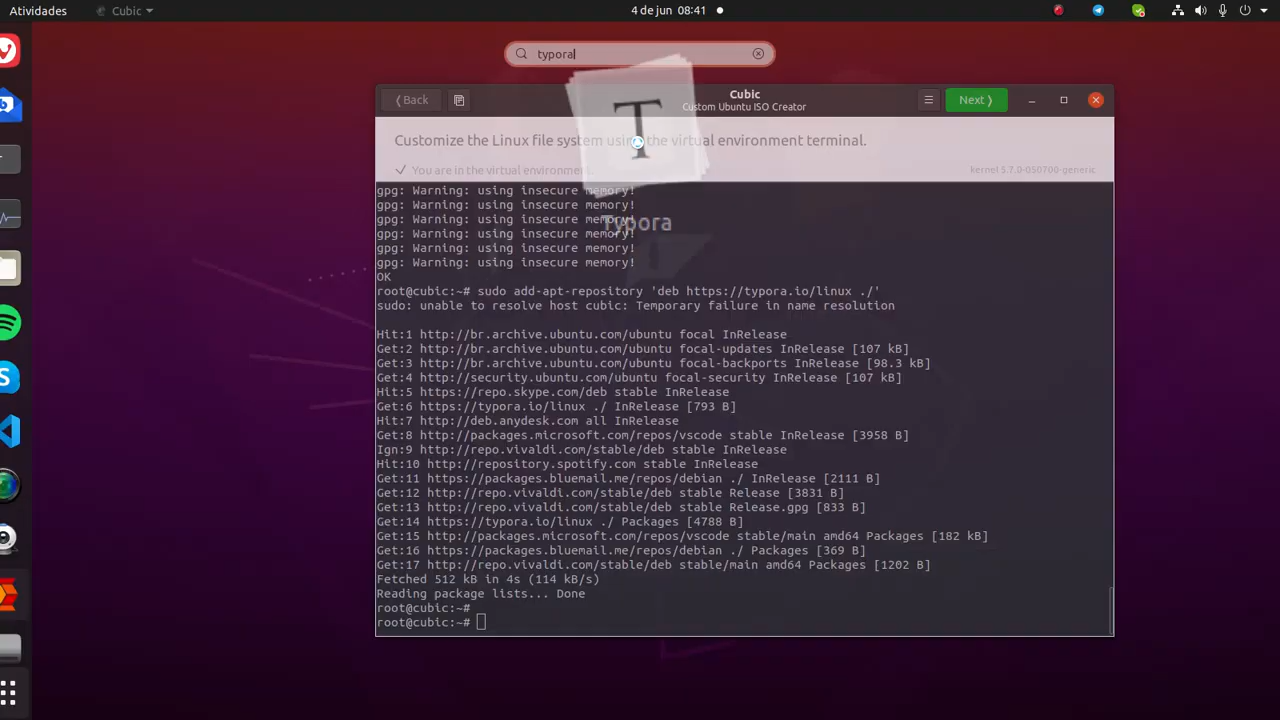 Atividades
Cubic
4 de jun 08:41
typora
Back
Cubic
Custom Ubuntu ISO Creator
Next
Customize the Linux file system using the virtual environment terminal.
You are in the virtual environment.
kernel 5.7.0-050700-generic
T
Typora
gpg: Warning: using insecure memory!
gpg: Warning: using insecure memory!
gpg: Warning: using insecure memory!
gpg: Warning: using insecure memory!
gpg: Warning: using insecure memory!
gpg: Warning: using insecure memory!
OK
root@cubic:~# sudo add-apt-repository 'deb https://typora.io/linux ./'
sudo: unable to resolve host cubic: Temporary failure in name resolution
Hit:1 http://br.archive.ubuntu.com/ubuntu focal InRelease
Get:2 http://br.archive.ubuntu.com/ubuntu focal-updates InRelease [107 kB]
Get:3 http://br.archive.ubuntu.com/ubuntu focal-backports InRelease [98.3 kB]
Get:4 http://security.ubuntu.com/ubuntu focal-security InRelease [107 kB]
Hit:5 https://repo.skype.com/deb stable InRelease
Get:6 https://typora.io/linux ./ InRelease [793 B]
Hit:7 http://deb.anydesk.com all InRelease
Get:8 http://packages.microsoft.com/repos/vscode stable InRelease [3958 B]
Ign:9 http://repo.vivaldi.com/stable/deb stable InRelease
Hit:10 http://repository.spotify.com stable InRelease
Get:11 https://packages.bluemail.me/repos/debian ./ InRelease [2111 B]
Get:12 http://repo.vivaldi.com/stable/deb stable Release [3831 B]
Get:13 http://repo.vivaldi.com/stable/deb stable Release.gpg [833 B]
Get:14 https://typora.io/linux ./ Packages [4788 B]
Get:15 http://packages.microsoft.com/repos/vscode stable/main amd64 Packages [182 kB]
Get:16 https://packages.bluemail.me/repos/debian ./ Packages [369 B]
Get:17 http://repo.vivaldi.com/stable/deb stable/main amd64 Packages [1202 B]
Fetched 512 kB in 4s (114 kB/s)
Reading package lists... Done
root@cubic:~#
root@cubic:~#